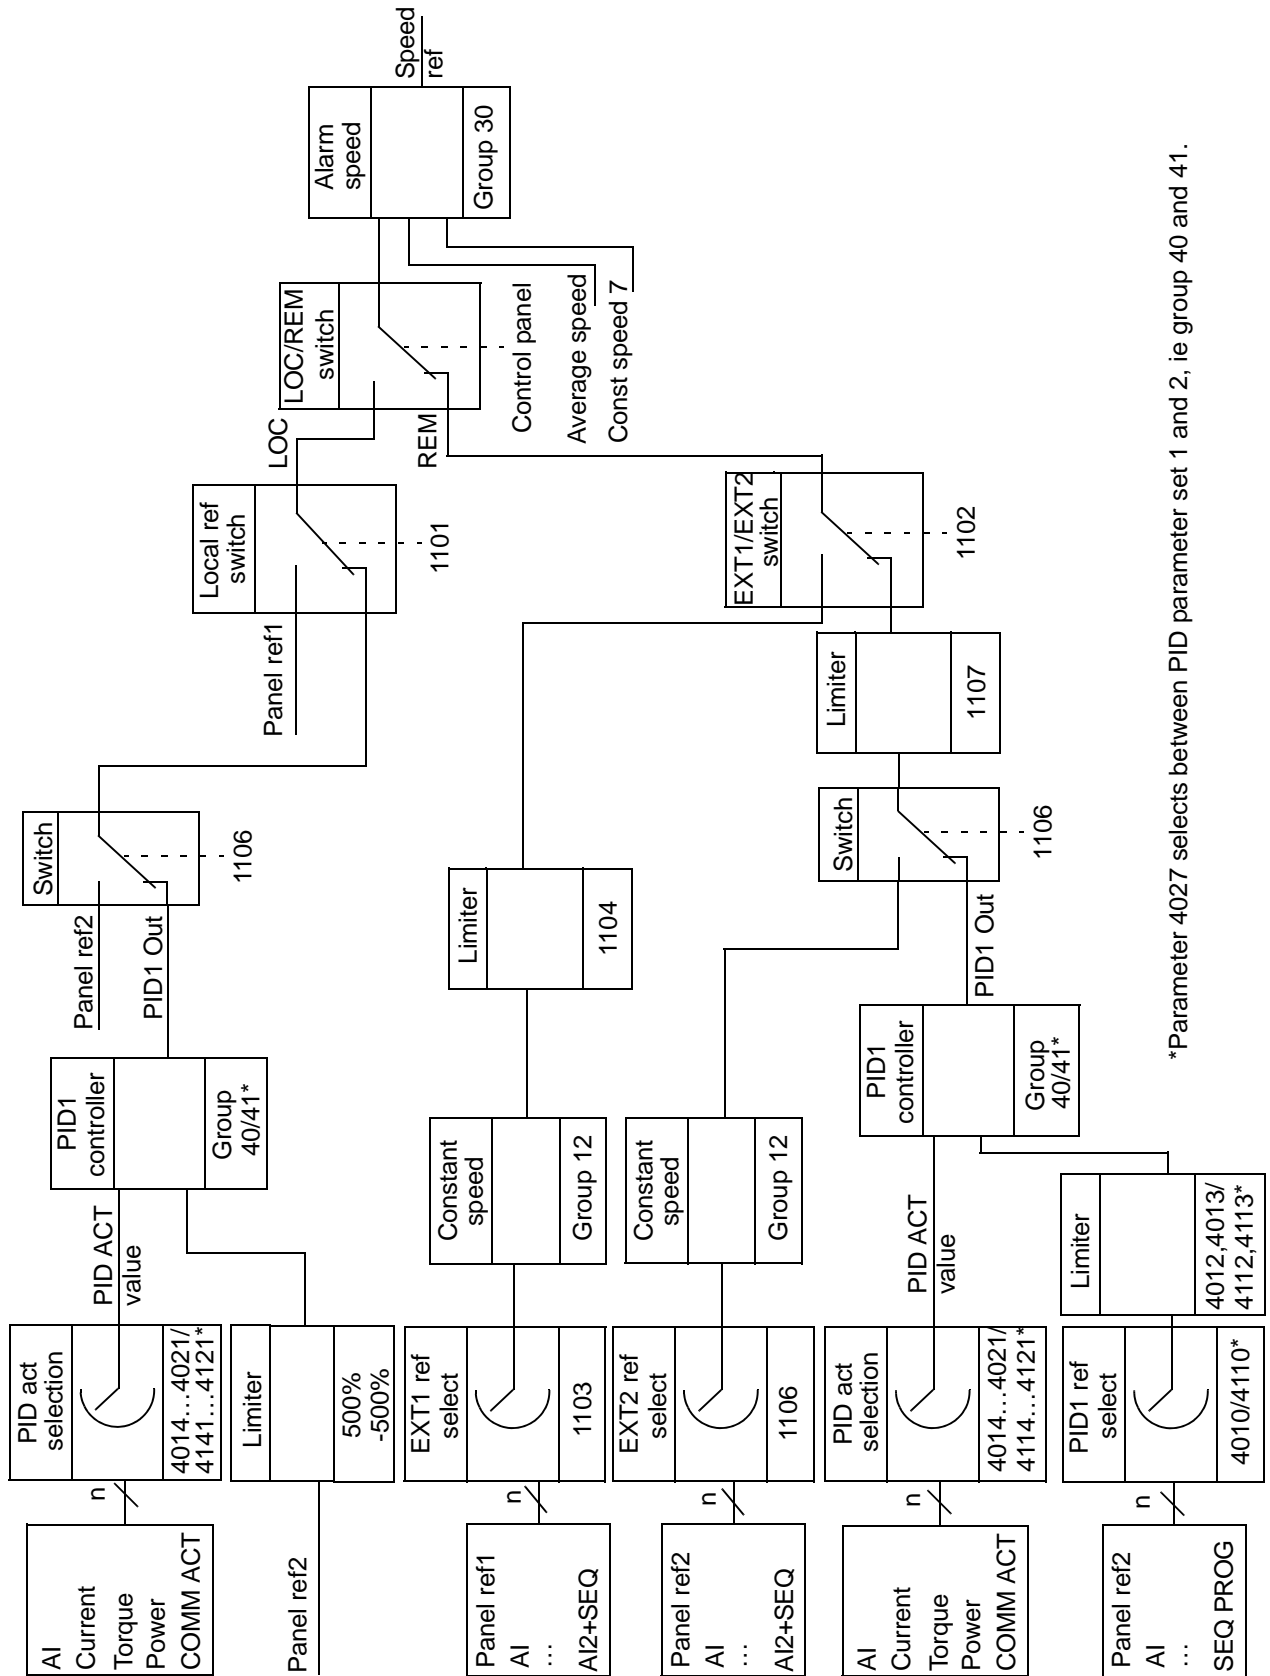 AI
Current
Torque
Power
COMM ACT
n
PID act
selection
4014...4021/
4141...4121*
PID ACT
value
PID1
controller
Group
40/41*
Panel ref2
PID1 Out
Switch
1106
Panel ref2
Limiter
500%
-500%
Panel ref1
Local ref
switch
1101
LOC
REM
LOC/REM
switch
Control panel
Average speed
Const speed 7
Alarm
speed
Group 30
Speed
ref
Panel ref1
AI
...
AI2+SEQ
n
EXT1 ref
select
1103
Constant
speed
Group 12
Limiter
1104
Panel ref2
AI
...
AI2+SEQ
n
EXT2 ref
select
1106
Constant
speed
Group 12
EXT1/EXT2
switch
1102
Limiter
1107
Switch
1106
AI
Current
Torque
Power
COMM ACT
n
PID act
selection
4014...4021/
4114...4121*
PID ACT
value
PID1
controller
Group
40/41*
PID1 Out
Panel ref2
AI
...
SEQ PROG
n
PID1 ref
select
4010/4110*
Limiter
4012,4013/
4112,4113*
*Parameter 4027 selects between PID parameter set 1 and 2, ie group 40 and 41.